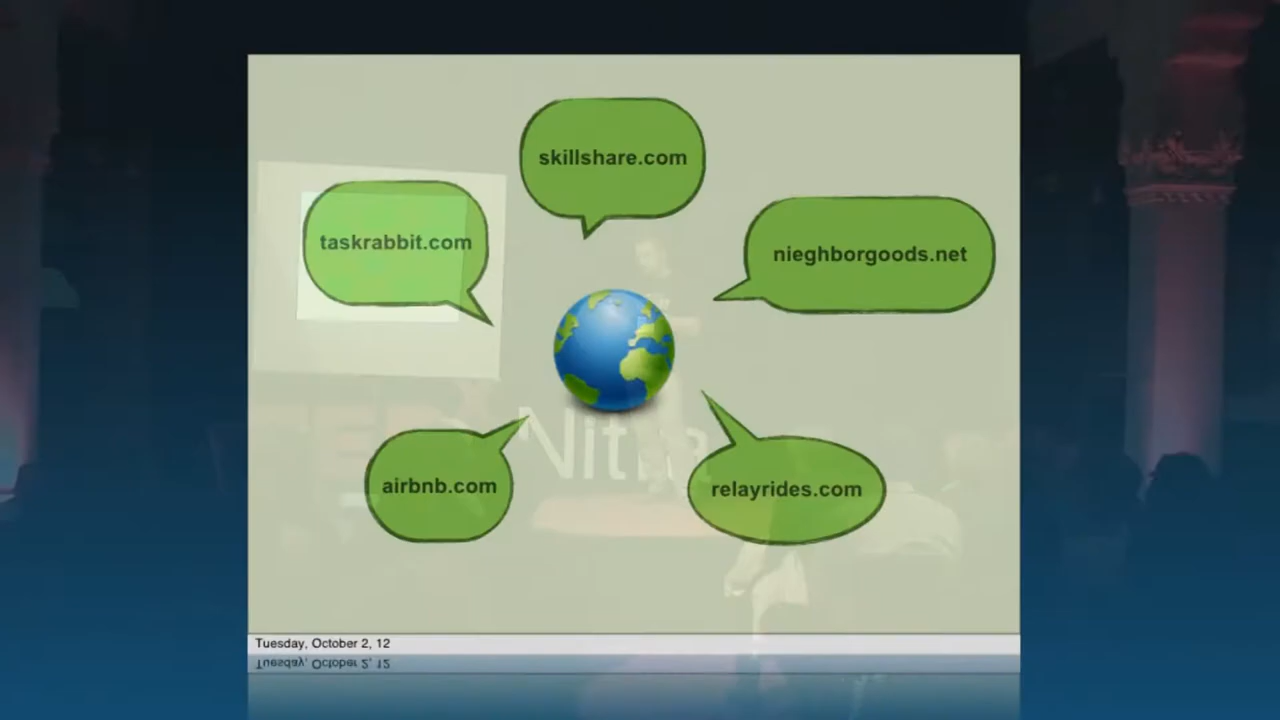 skillshare.com
taskrabbit.com
nieghborgoods.net
airbnb.com
relayrides.com
Tuesday, October 2, 12